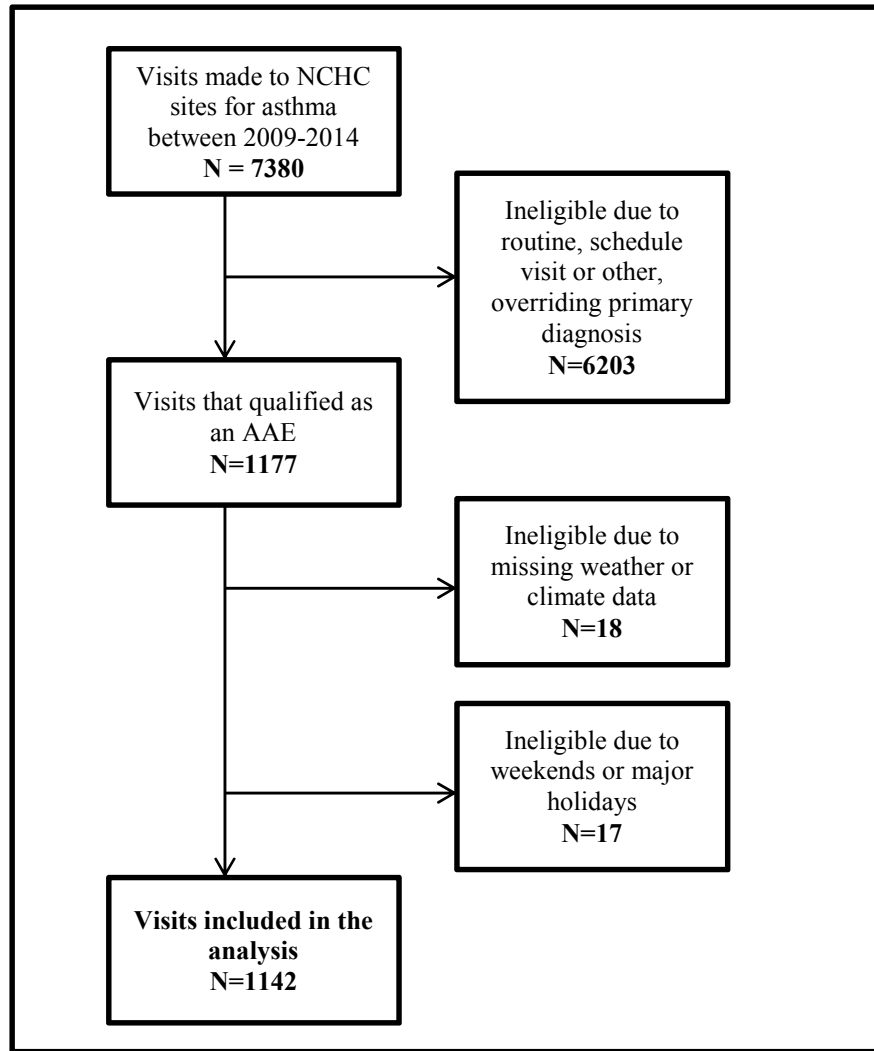 Visits made to NCHC
sites for asthma
between 2009-2014
N = 7380
Ineligible due to
routine, schedule
visit or other,
overriding primary
diagnosis
N=6203
Visits that qualified as
an AAE
N=1177
Ineligible due to
missing weather or
climate data
N=18
Ineligible due to
weekends or major
holidays
N=17
Visits included in the
analysis
N=1142